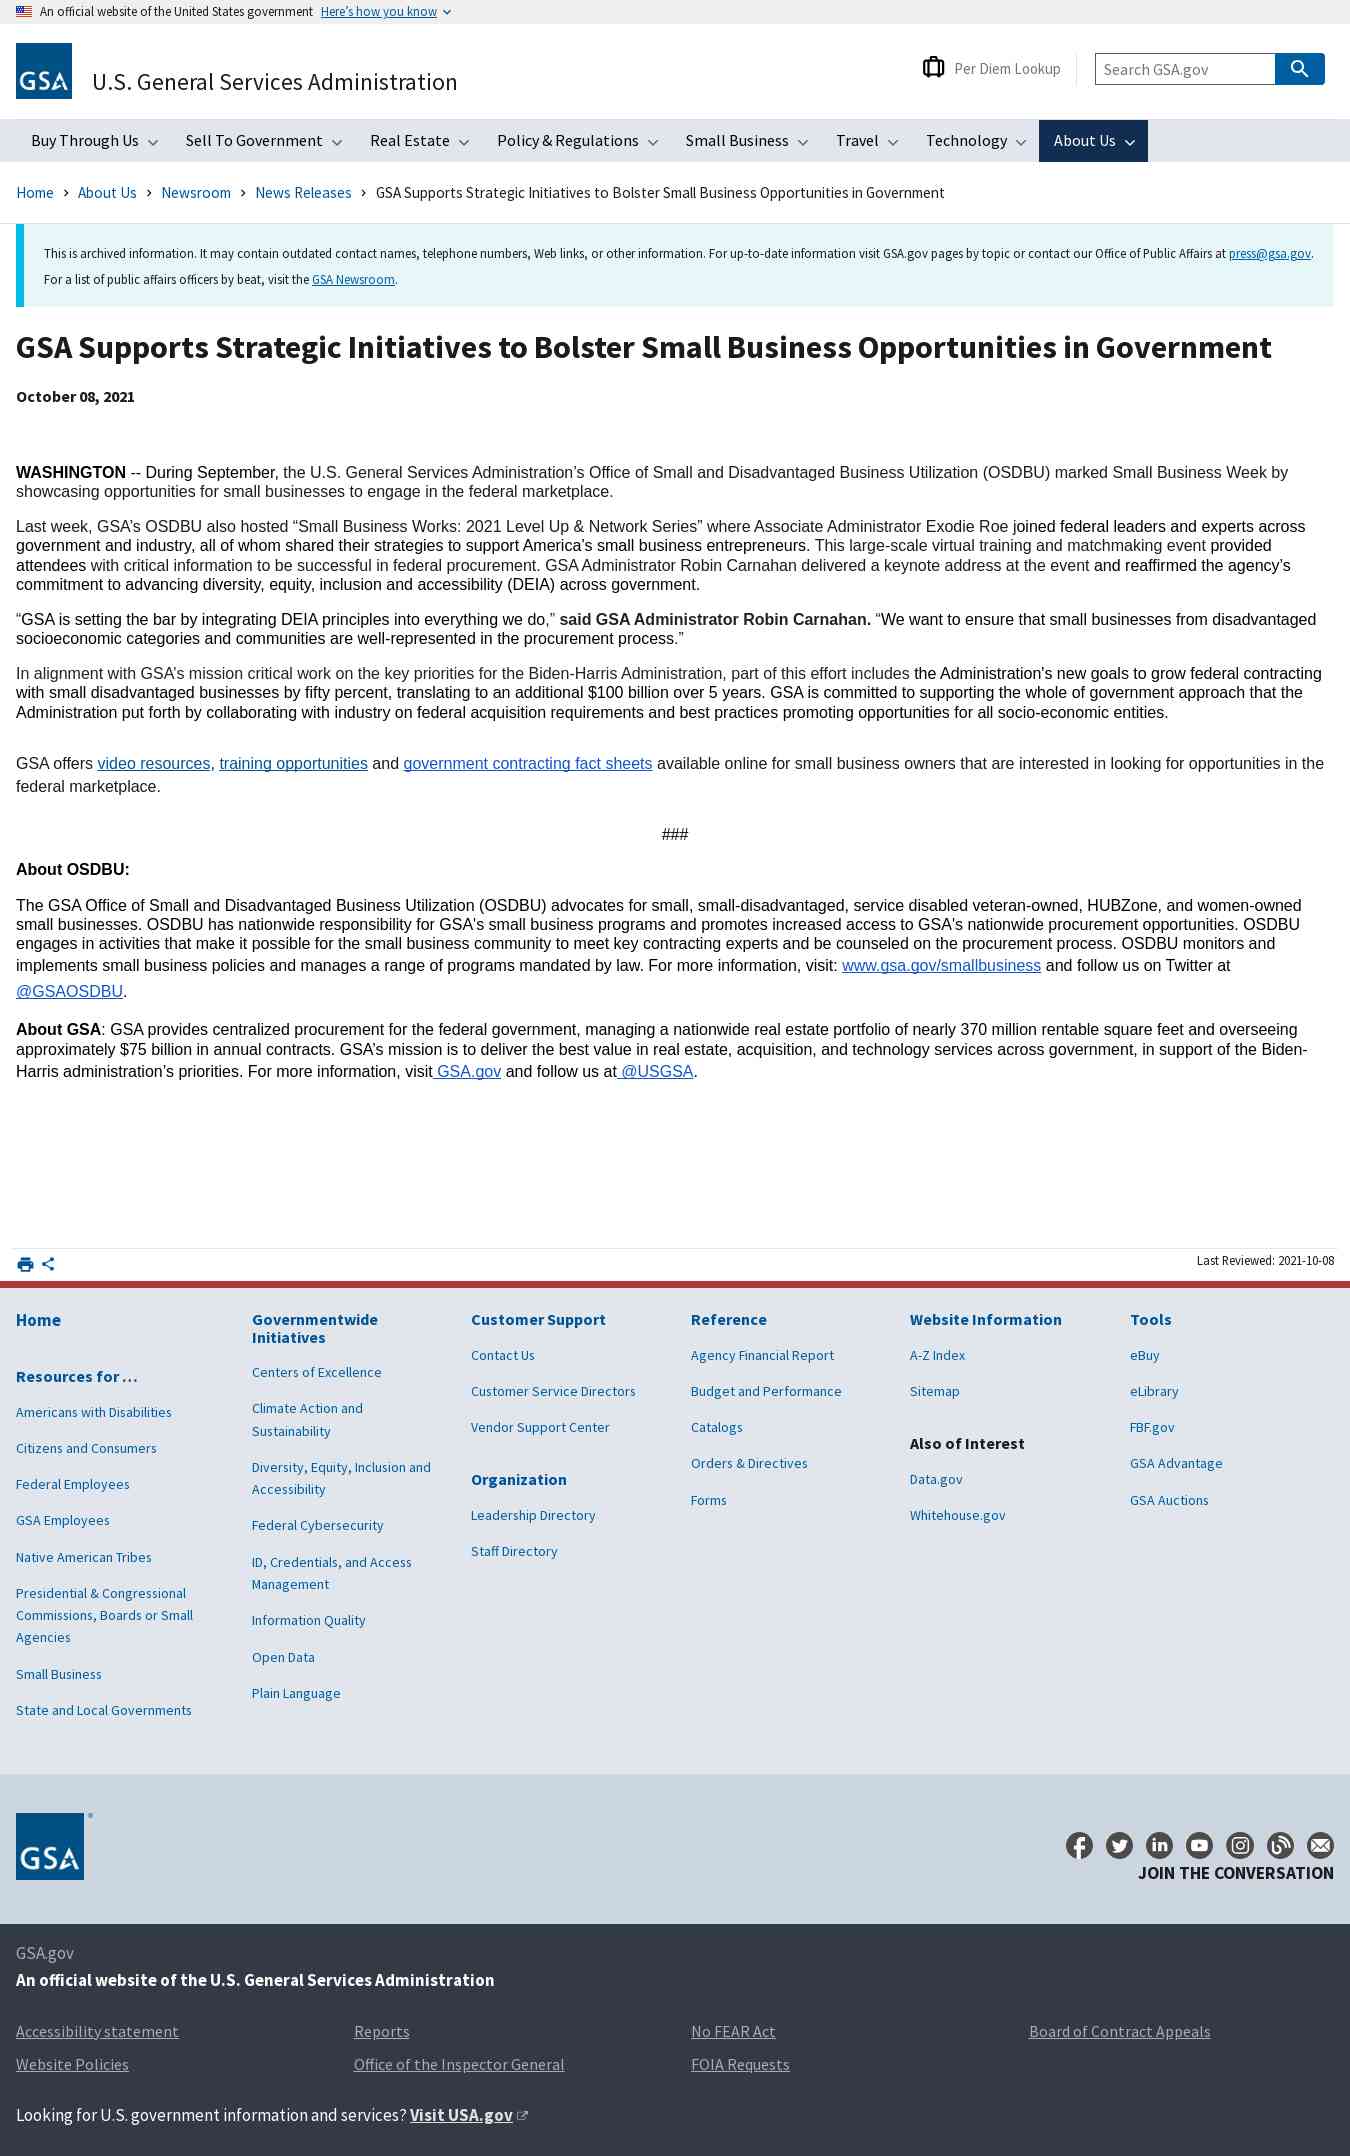 An official website of the United States government Here's how you know
GSA
U.S. General Services Administration
Per Diem Lookup
Search GSA.gov
Buy Through Us Sell To Government Real Estate Policy & Regulations Small Business Travel Technology About Us
Home > About Us > Newsroom > News Releases > GSA Supports Strategic Initiatives to Bolster Small Business Opportunities in Government
This is archived information. It may contain outdated contact names, telephone numbers, Web links, or other information. For up-to-date information visit GSA.gov pages by topic or contact our Office of Public Affairs at press@gsa.gov.
For a list of public affairs officers by beat, visit the GSA Newsroom.
GSA Supports Strategic Initiatives to Bolster Small Business Opportunities in Government
October 08, 2021
WASHINGTON -- During September, the U.S. General Services Administration’s Office of Small and Disadvantaged Business Utilization (OSDBU) marked Small Business Week by
showcasing opportunities for small businesses to engage in the federal marketplace.
Last week, GSA’s OSDBU also hosted “Small Business Works: 2021 Level Up & Network Series” where Associate Administrator Exodie Roe joined federal leaders and experts across
government and industry, all of whom shared their strategies to support America’s small business entrepreneurs. This large-scale virtual training and matchmaking event provided
attendees with critical information to be successful in federal procurement. GSA Administrator Robin Carnahan delivered a keynote address at the event and reaffirmed the agency’s
commitment to advancing diversity, equity, inclusion and accessibility (DEIA) across government.
“GSA is setting the bar by integrating DEIA principles into everything we do,” said GSA Administrator Robin Carnahan. “We want to ensure that small businesses from disadvantaged
socioeconomic categories and communities are well-represented in the procurement process.”
In alignment with GSA’s mission critical work on the key priorities for the Biden-Harris Administration, part of this effort includes the Administration's new goals to grow federal contracting
with small disadvantaged businesses by fifty percent, translating to an additional $100 billion over 5 years. GSA is committed to supporting the whole of government approach that the
Administration put forth by collaborating with industry on federal acquisition requirements and best practices promoting opportunities for all socio-economic entities.
GSA offers video resources, training opportunities and government contracting fact sheets available online for small business owners that are interested in looking for opportunities in the
federal marketplace.
###
About OSDBU:
The GSA Office of Small and Disadvantaged Business Utilization (OSDBU) advocates for small, small-disadvantaged, service disabled veteran-owned, HUBZone, and women-owned
small businesses. OSDBU has nationwide responsibility for GSA's small business programs and promotes increased access to GSA's nationwide procurement opportunities. OSDBU
engages in activities that make it possible for the small business community to meet key contracting experts and be counseled on the procurement process. OSDBU monitors and
implements small business policies and manages a range of programs mandated by law. For more information, visit: www.gsa.gov/smallbusiness and follow us on Twitter at
@GSAOSDBU.
About GSA: GSA provides centralized procurement for the federal government, managing a nationwide real estate portfolio of nearly 370 million rentable square feet and overseeing
approximately $75 billion in annual contracts. GSA’s mission is to deliver the best value in real estate, acquisition, and technology services across government, in support of the Biden-
Harris administration’s priorities. For more information, visit GSA.gov and follow us at @USGSA.
Last Reviewed: 2021-10-08
Home
Resources for …
Americans with Disabilities
Citizens and Consumers
Federal Employees
GSA Employees
Native American Tribes
Presidential & Congressional
Commissions, Boards or Small
Agencies
Small Business
State and Local Governments
Governmentwide
Initiatives
Centers of Excellence
Climate Action and
Sustainability
Diversity, Equity, Inclusion and
Accessibility
Federal Cybersecurity
ID, Credentials, and Access
Management
Information Quality
Open Data
Plain Language
Customer Support
Contact Us
Customer Service Directors
Vendor Support Center
Organization
Leadership Directory
Staff Directory
Reference
Agency Financial Report
Budget and Performance
Catalogs
Orders & Directives
Forms
Website Information
A-Z Index
Sitemap
Also of Interest
Data.gov
Whitehouse.gov
Tools
eBuy
eLibrary
FBF.gov
GSA Advantage
GSA Auctions
GSA
JOIN THE CONVERSATION
GSA.gov
An official website of the U.S. General Services Administration
Accessibility statement Reports No FEAR Act Board of Contract Appeals
Website Policies Office of the Inspector General FOIA Requests
Looking for U.S. government information and services? Visit USA.gov